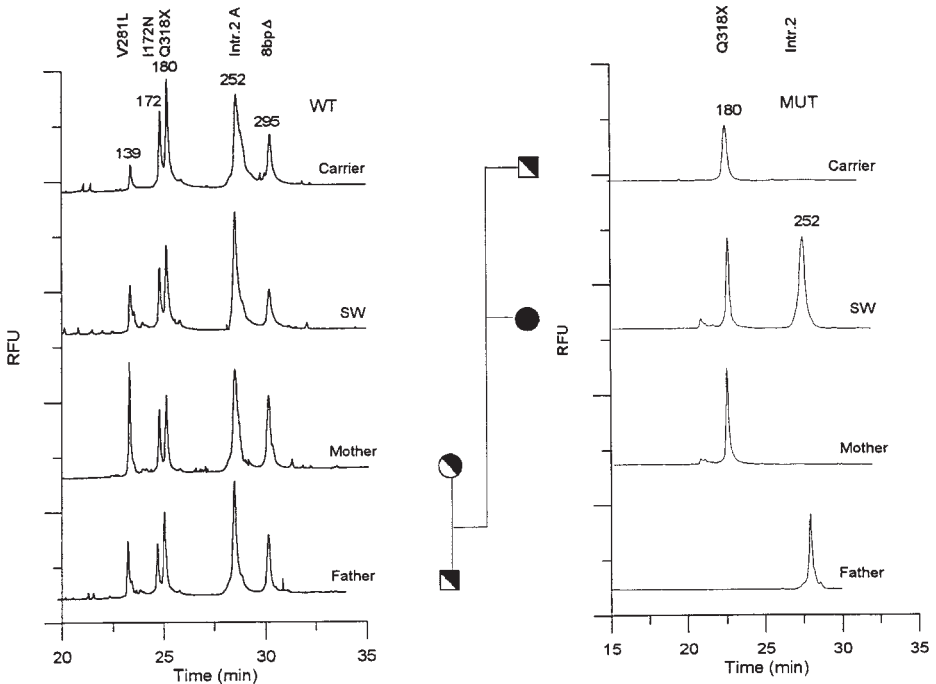 V281L
I172N
Q318X
Intr.2 A
8bp Δ
180
172
252
WT
295
139
Carrier
SW
Mother
Father
RFU
20 25 30 35
Time (min)
Q318X
Intr.2
180
MUT
Carrier
252
SW
Mother
Father
RFU
15 20 25 30 35
Time (min)